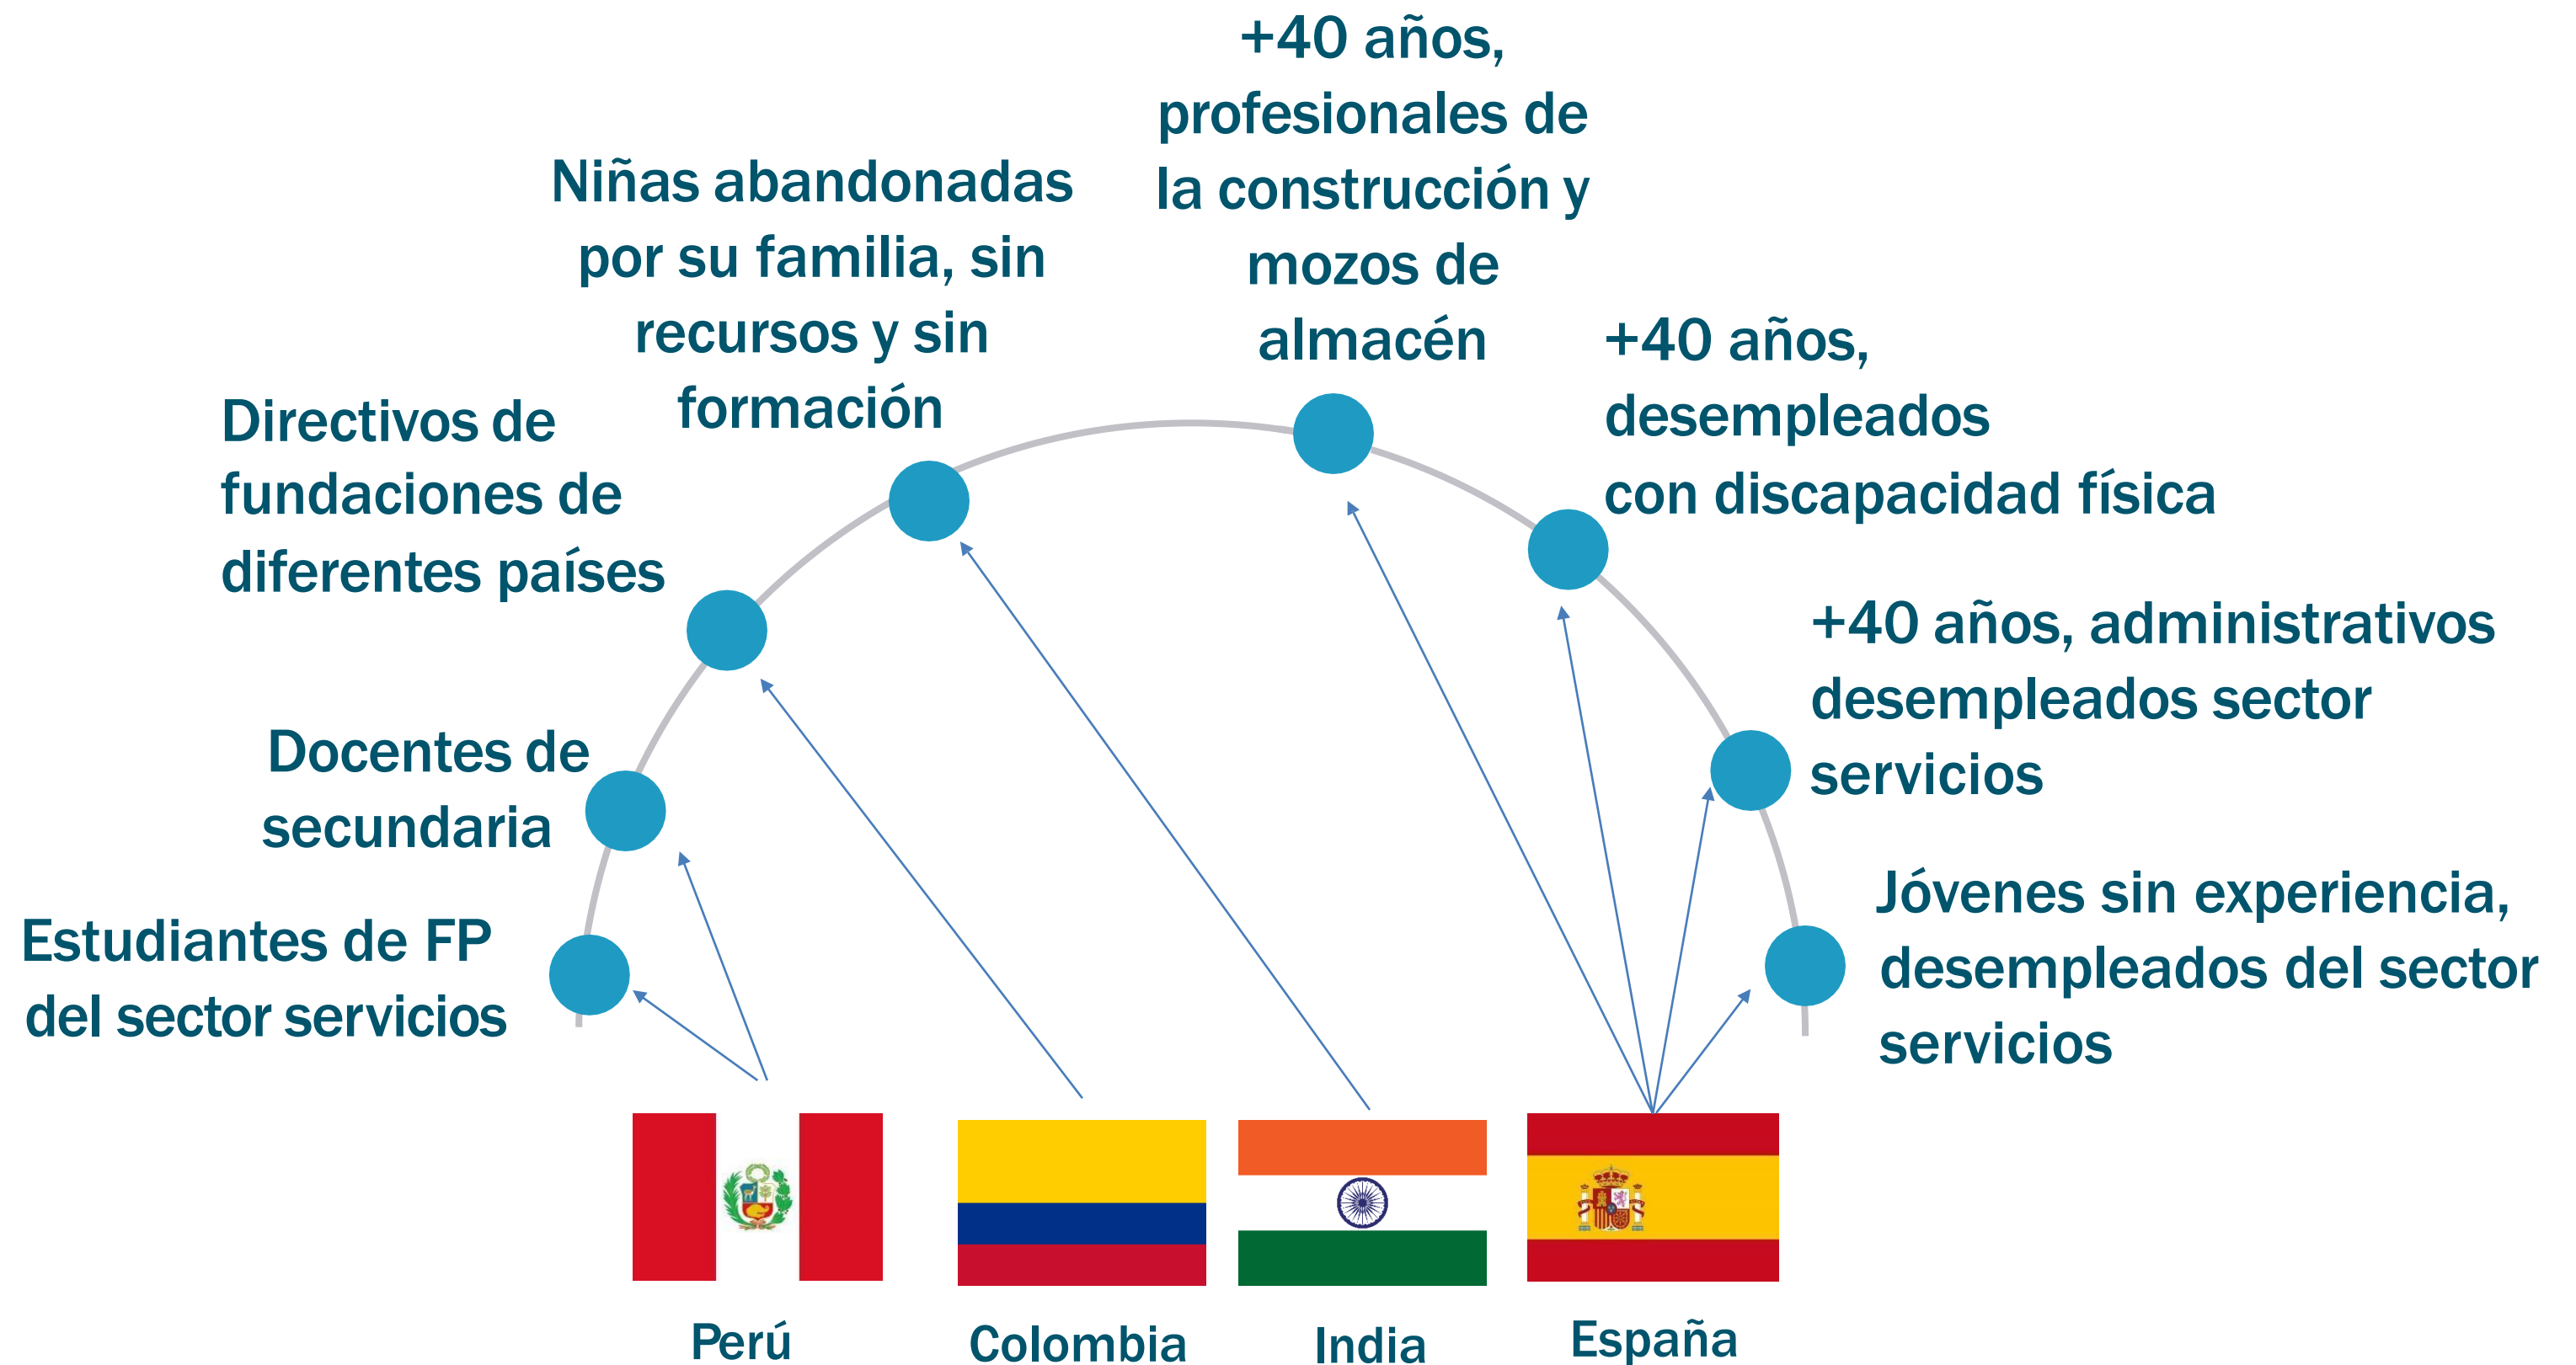 +40 años,
profesionales de
la construcción y
mozos de
almacén
Niñas abandonadas
por su familia, sin
recursos y sin
formación
+40 años,
desempleados
con discapacidad física
Directivos de
fundaciones de
diferentes países
+40 años, administrativos
desempleados sector
servicios
Docentes de
secundaria
Jóvenes sin experiencia,
desempleados del sector
servicios
Estudiantes de FP
del sector servicios
Perú
Colombia
India
España